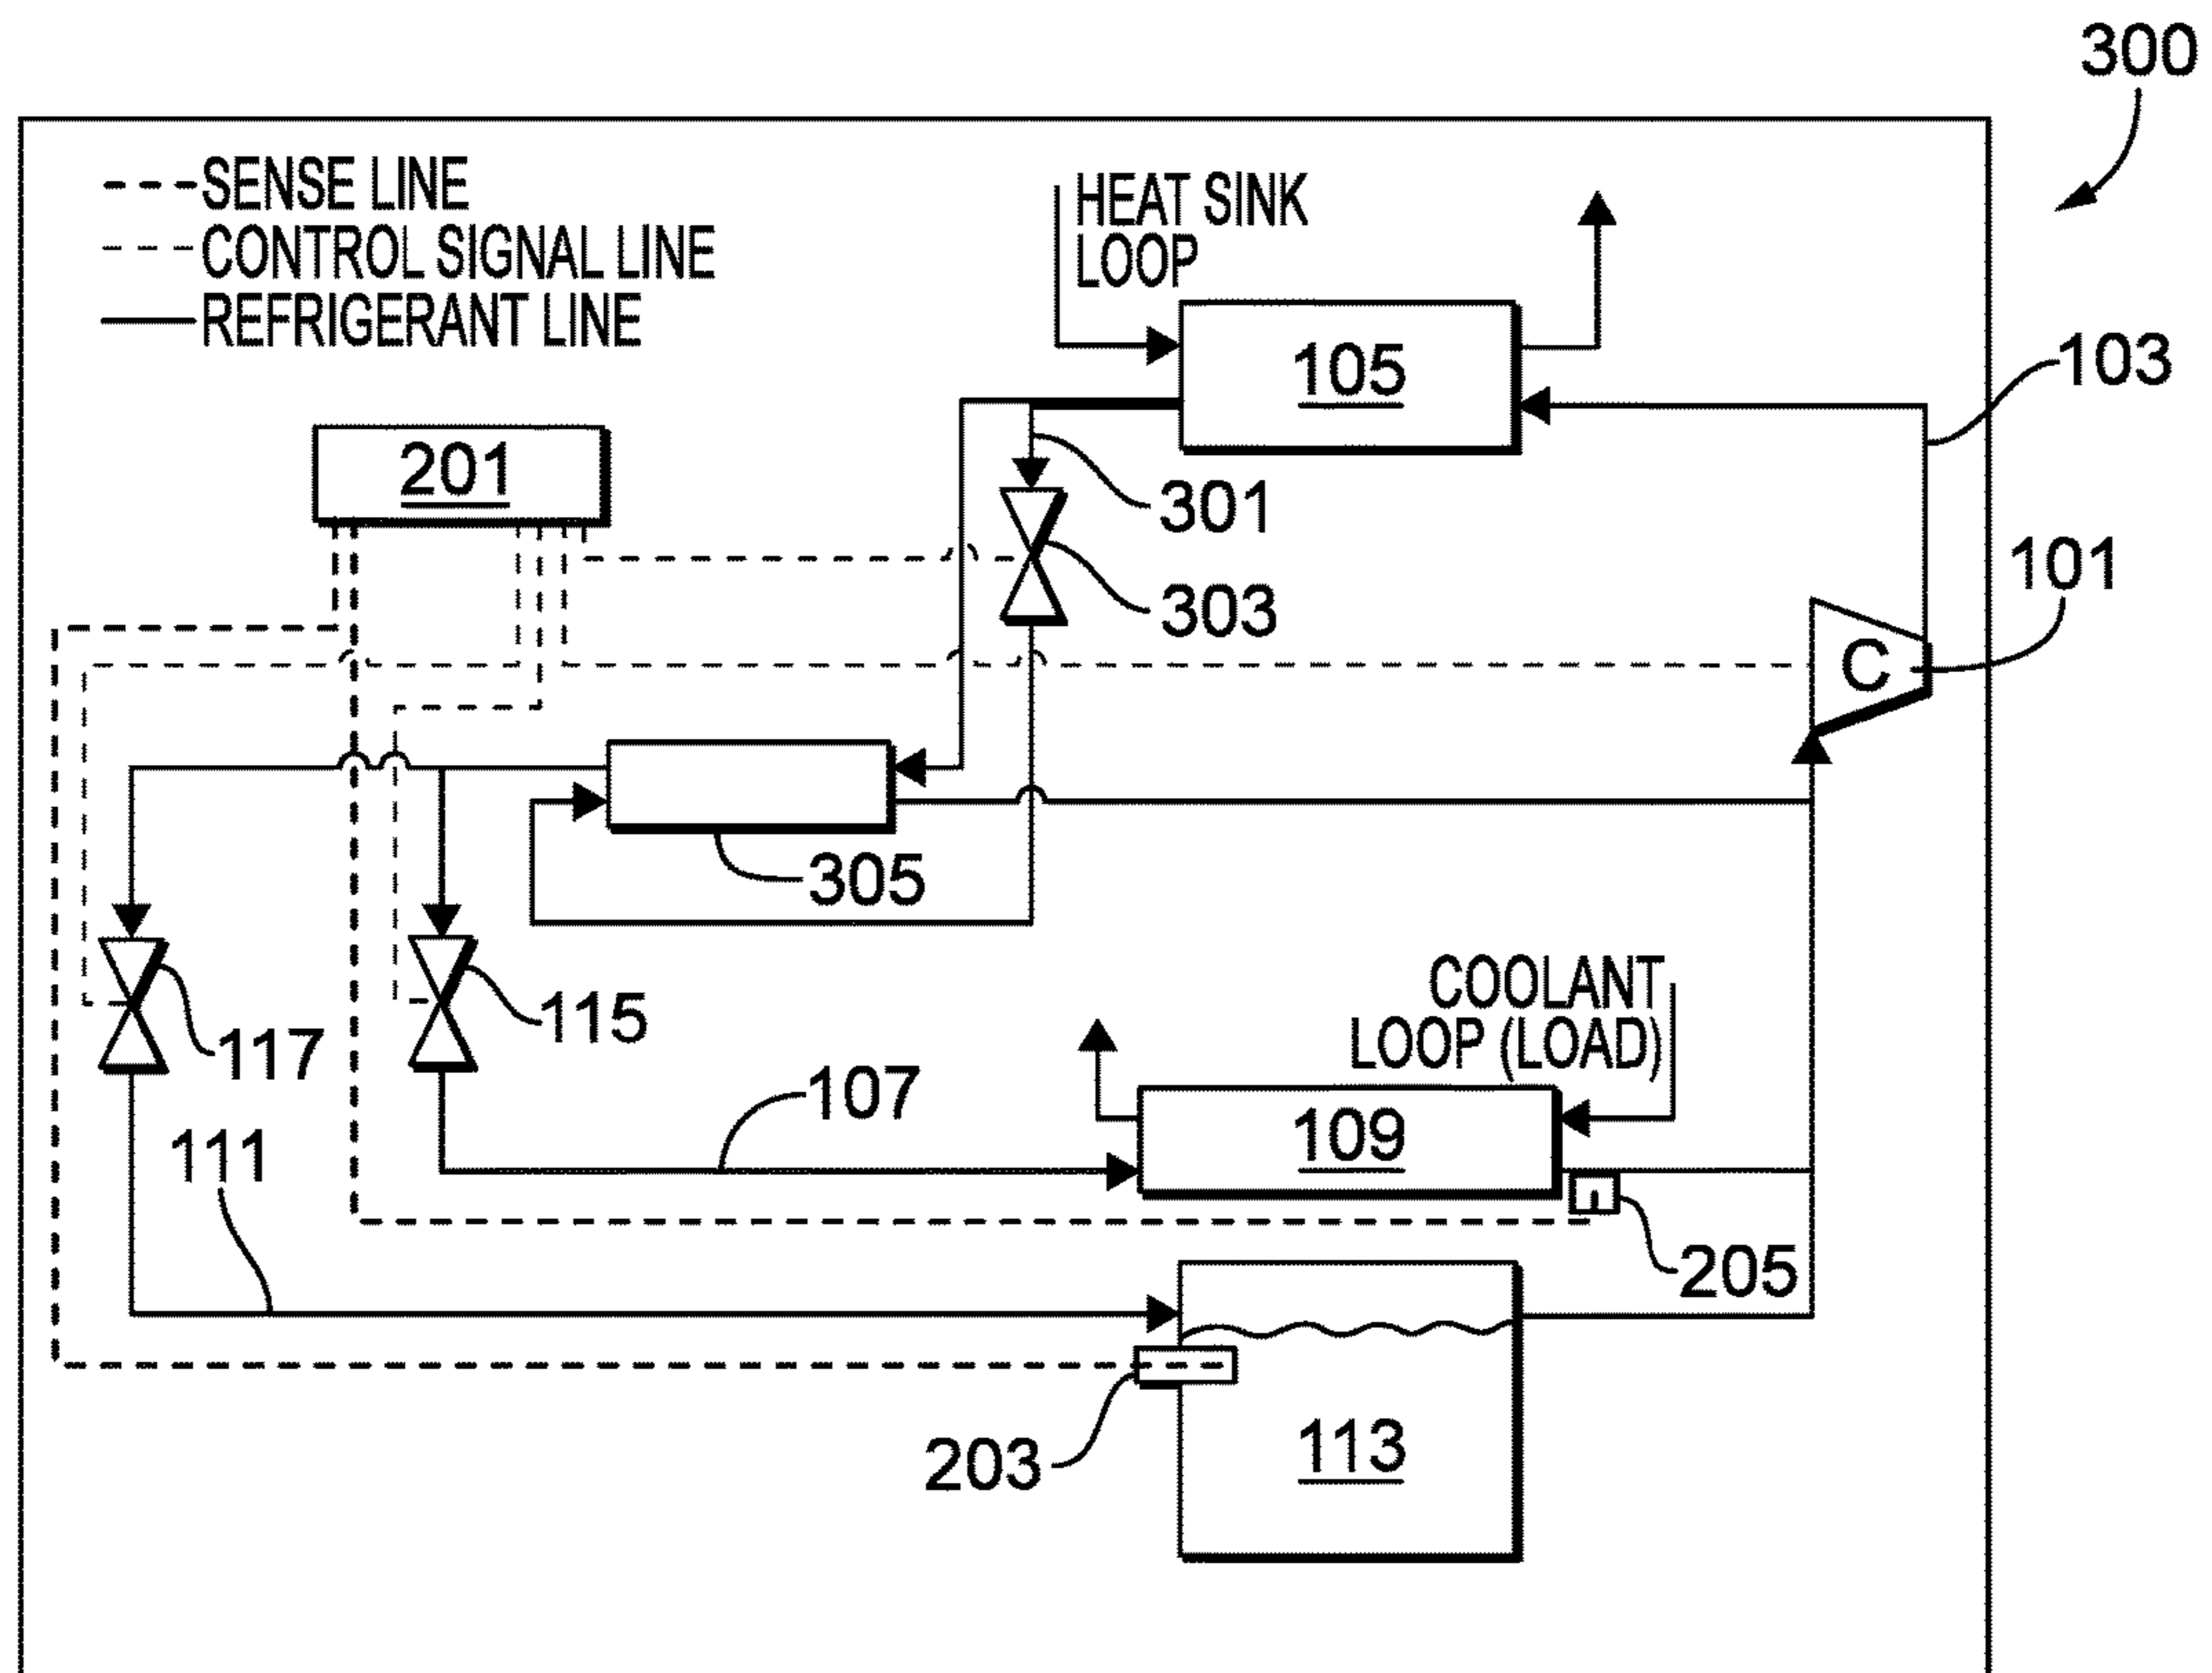 300
SENSE LINE
CONTROL SIGNAL LINE
REFRIGERANT LINE
HEAT SINK
LOOP
105
103
201
301
303
101
C
305
117
115
COOLANT
LOOP (LOAD)
107
109
111
205
203
113